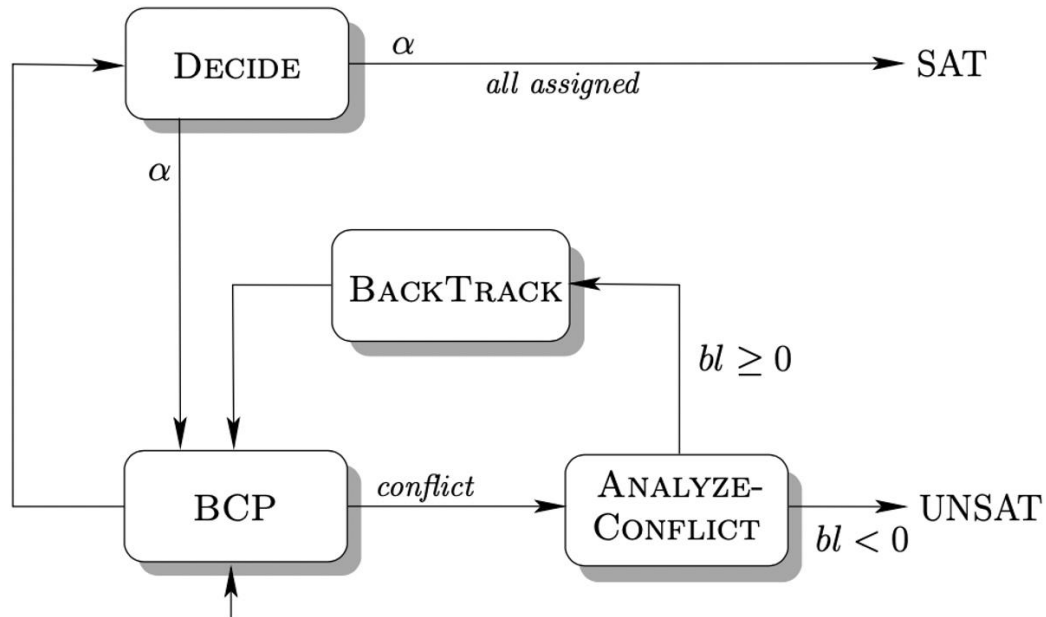 DECIDE
α
all assigned
SAT
α
BACKTRACK
bl ≥ 0
BCP
conflict
ANALYZE-
CONFLICT
bl < 0
UNSAT